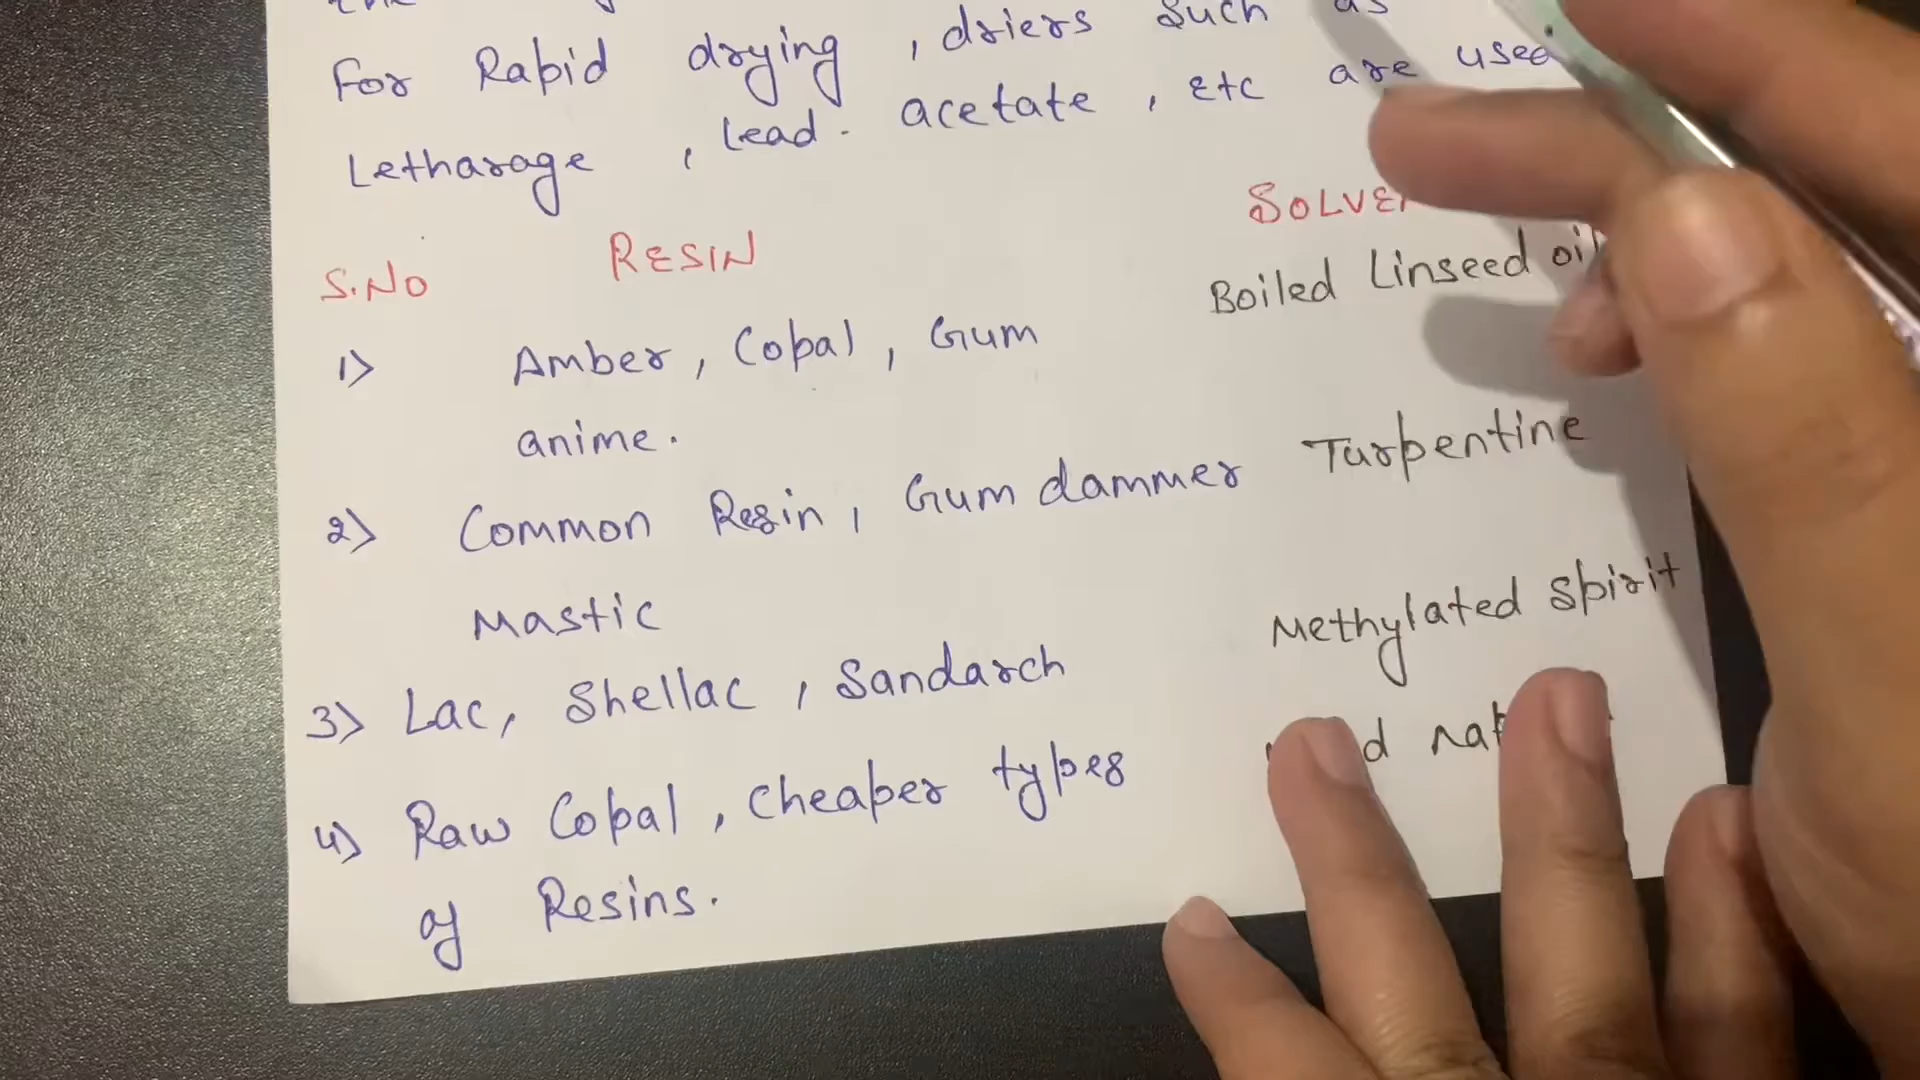 the
For Rapid drying , driers such as
Letharage , lead. acetate , Etc are used
S.No RESIN
1) Amber , Copal , Gum Boiled Linseed oil
anime.
2) Common Resin , Gum dammer Turpentine
Mastic
3) Lac, Shellac , Sandarch Methylated spirit
4) Raw Copal , cheaper types
of Resins.